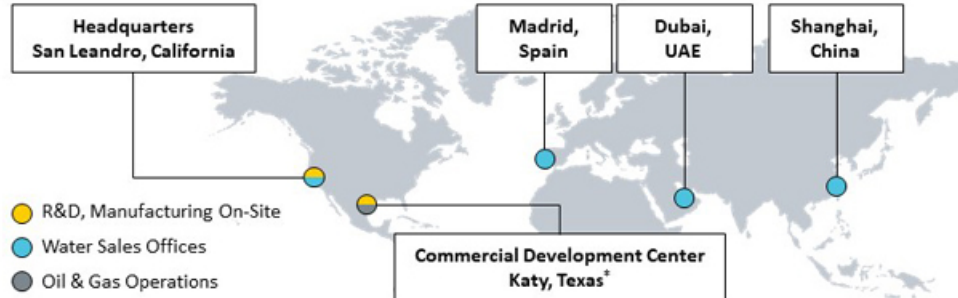 Headquarters
San Leandro, California
Madrid,
Spain
Dubai,
UAE
Shanghai,
China
R&D, Manufacturing On-Site
Water Sales Offices
Oil & Gas Operations
Commercial Development Center
Katy, Texas‡